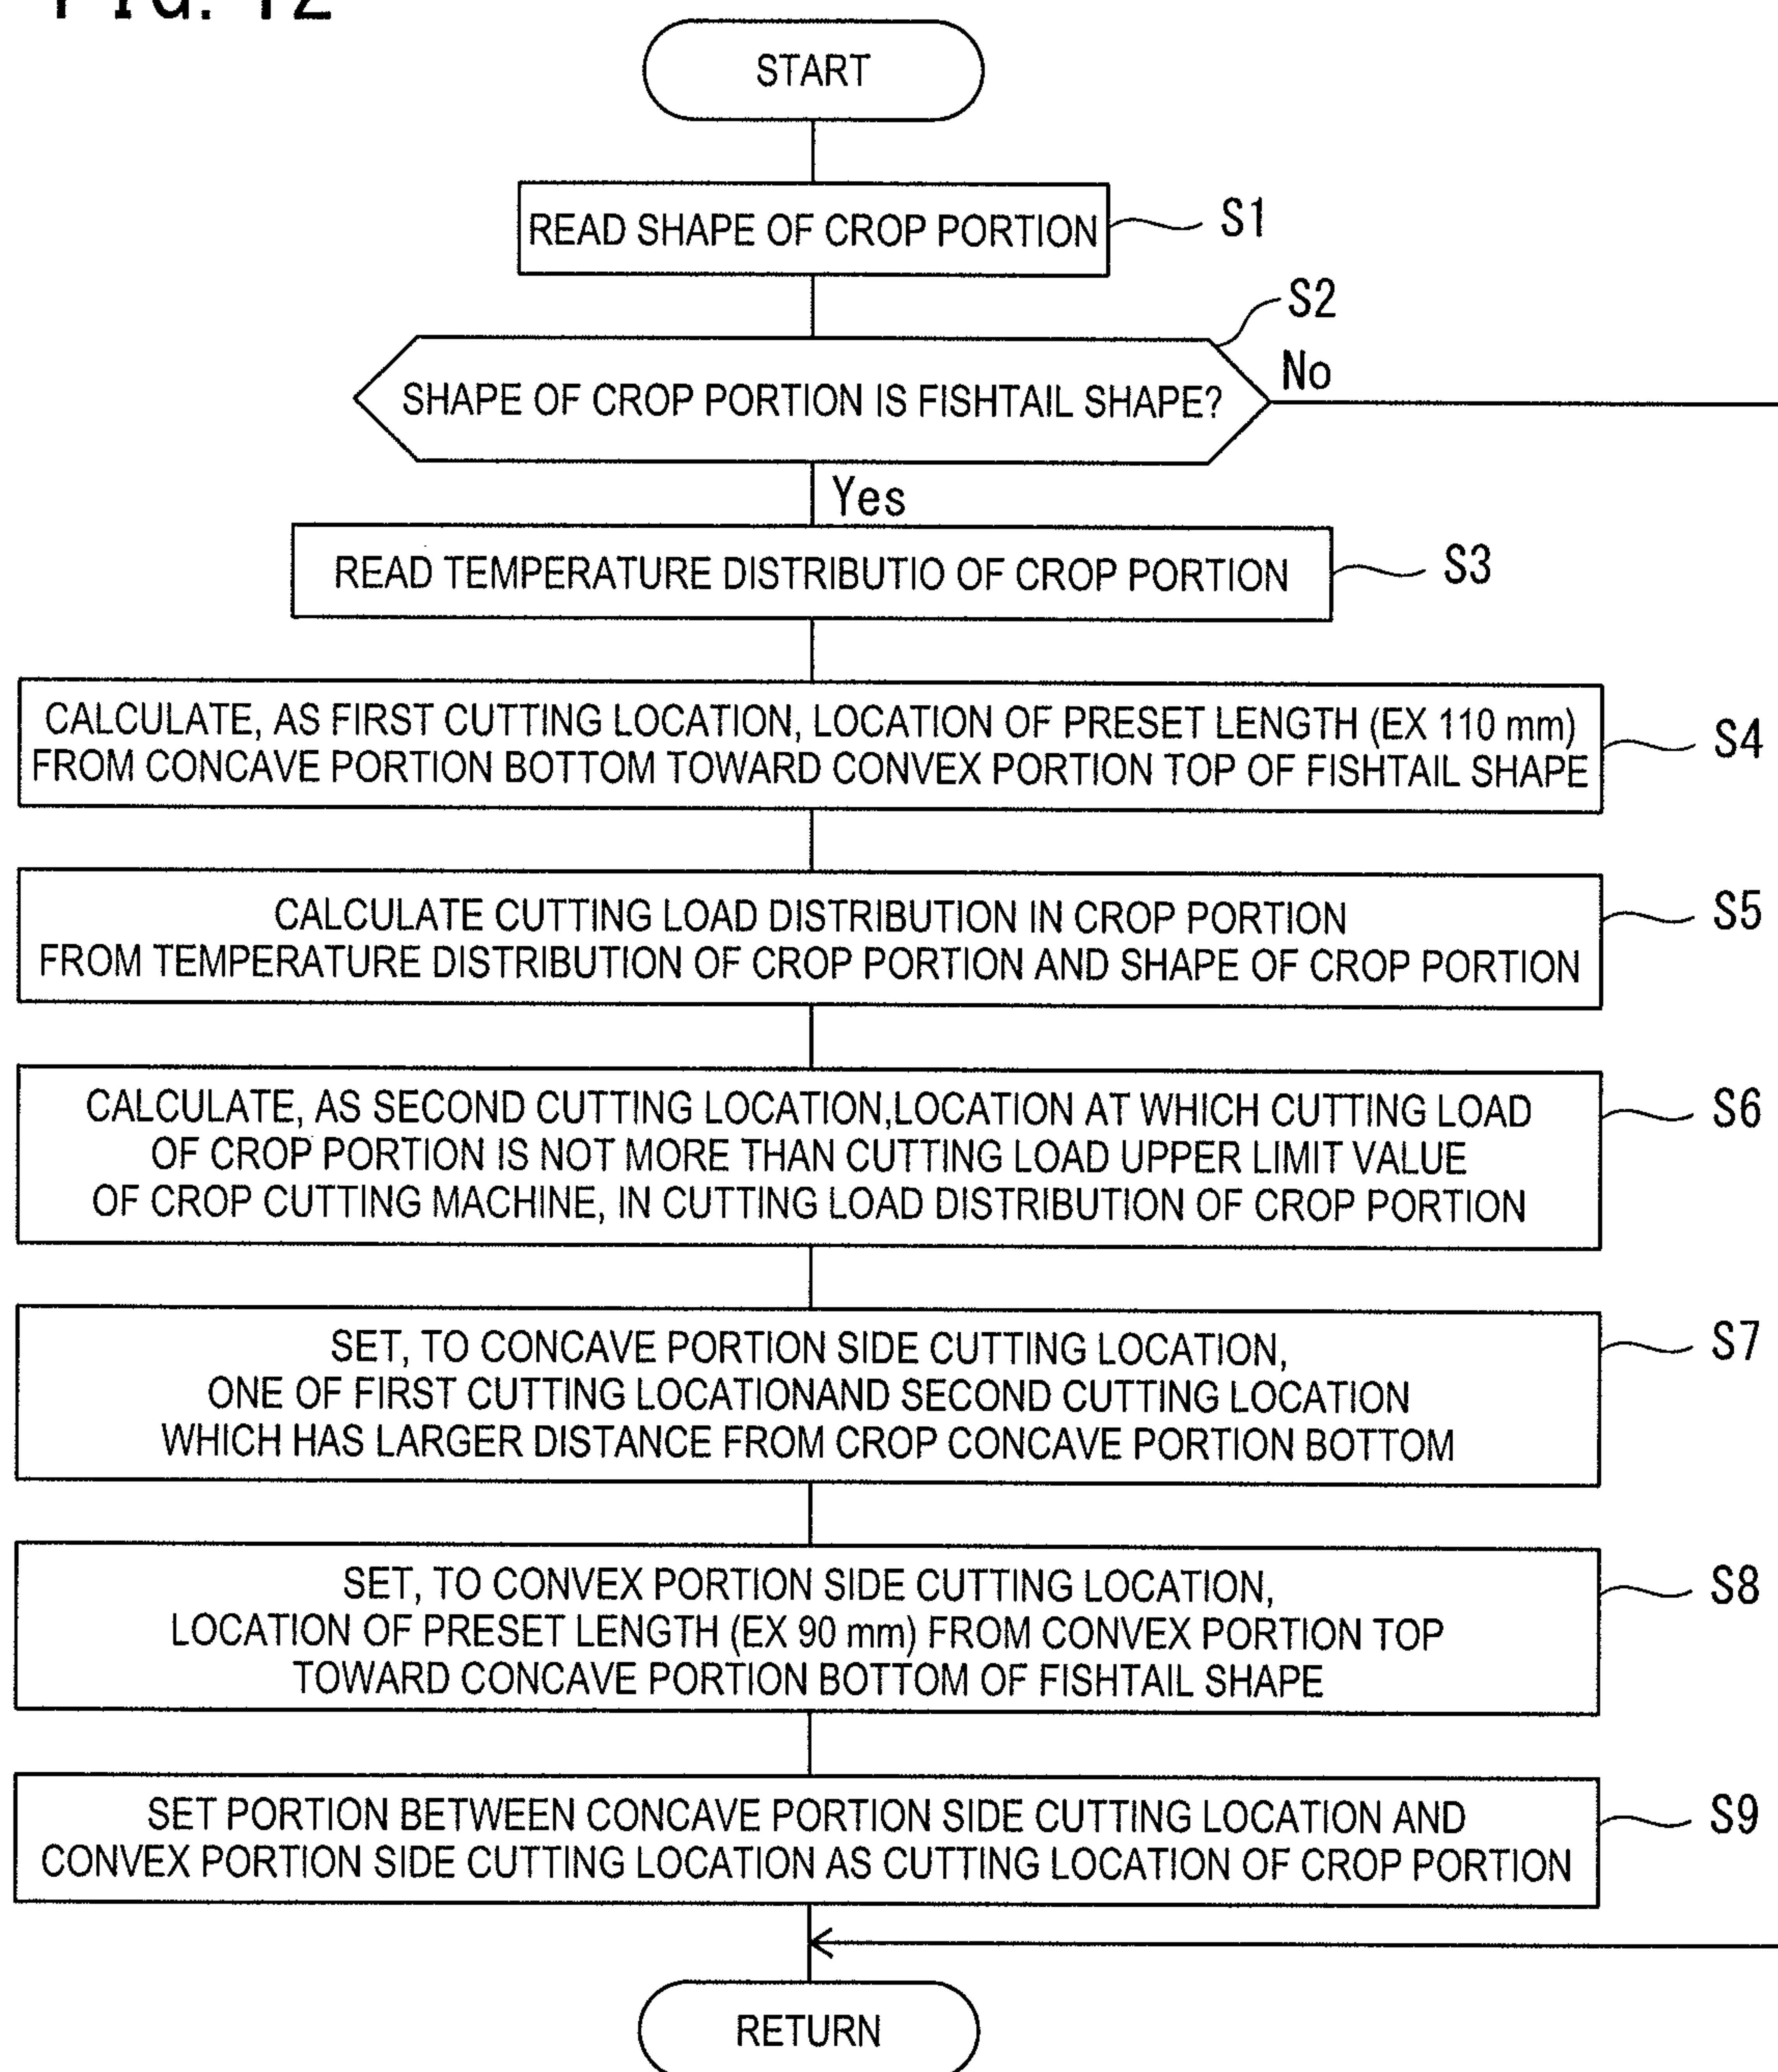 FIG. 12
START
READ SHAPE OF CROP PORTION
S1
S2
SHAPE OF CROP PORTION IS FISHTAIL SHAPE?
No
Yes
READ TEMPERATURE DISTRIBUTIO OF CROP PORTION
S3
CALCULATE, AS FIRST CUTTING LOCATION, LOCATION OF PRESET LENGTH (EX 110 mm)
FROM CONCAVE PORTION BOTTOM TOWARD CONVEX PORTION TOP OF FISHTAIL SHAPE
S4
CALCULATE CUTTING LOAD DISTRIBUTION IN CROP PORTION
FROM TEMPERATURE DISTRIBUTION OF CROP PORTION AND SHAPE OF CROP PORTION
S5
CALCULATE, AS SECOND CUTTING LOCATION,LOCATION AT WHICH CUTTING LOAD
OF CROP PORTION IS NOT MORE THAN CUTTING LOAD UPPER LIMIT VALUE
OF CROP CUTTING MACHINE, IN CUTTING LOAD DISTRIBUTION OF CROP PORTION
S6
SET, TO CONCAVE PORTION SIDE CUTTING LOCATION,
ONE OF FIRST CUTTING LOCATIONAND SECOND CUTTING LOCATION
WHICH HAS LARGER DISTANCE FROM CROP CONCAVE PORTION BOTTOM
S7
SET, TO CONVEX PORTION SIDE CUTTING LOCATION,
LOCATION OF PRESET LENGTH (EX 90 mm) FROM CONVEX PORTION TOP
TOWARD CONCAVE PORTION BOTTOM OF FISHTAIL SHAPE
S8
SET PORTION BETWEEN CONCAVE PORTION SIDE CUTTING LOCATION AND
CONVEX PORTION SIDE CUTTING LOCATION AS CUTTING LOCATION OF CROP PORTION
S9
RETURN